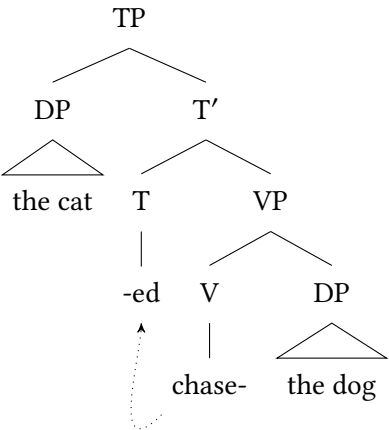 TP
DP T′
the cat T VP
-ed V DP
chase- the dog